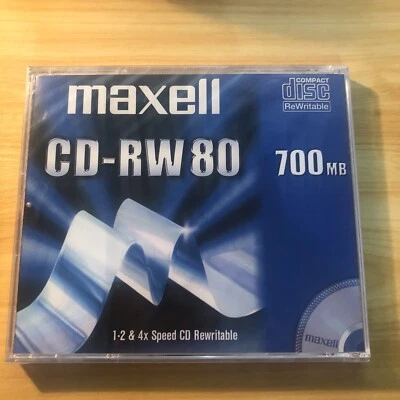 maxell
COMPACT
disc
ReWritable
CD-RW80
700MB
maxell
1-2 & 4x Speed CD Rewritable